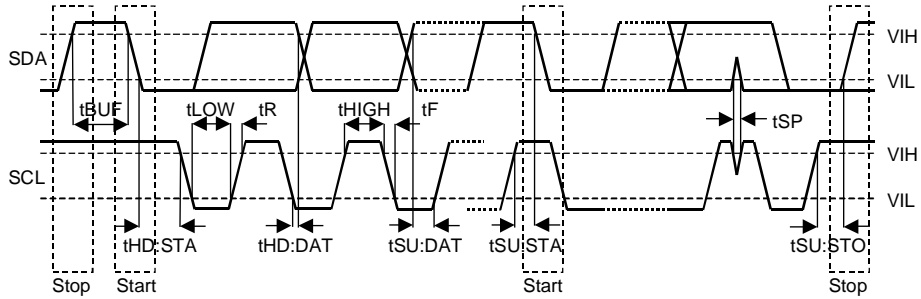 SDA
VIH
VIL
tBUF
tLOW
tR
tHIGH
tF
tSP
SCL
VIH
VIL
tHD:STA
tHD:DAT
tSU:DAT
tSU:STA
tSU:STO
Stop
Start
Start
Stop